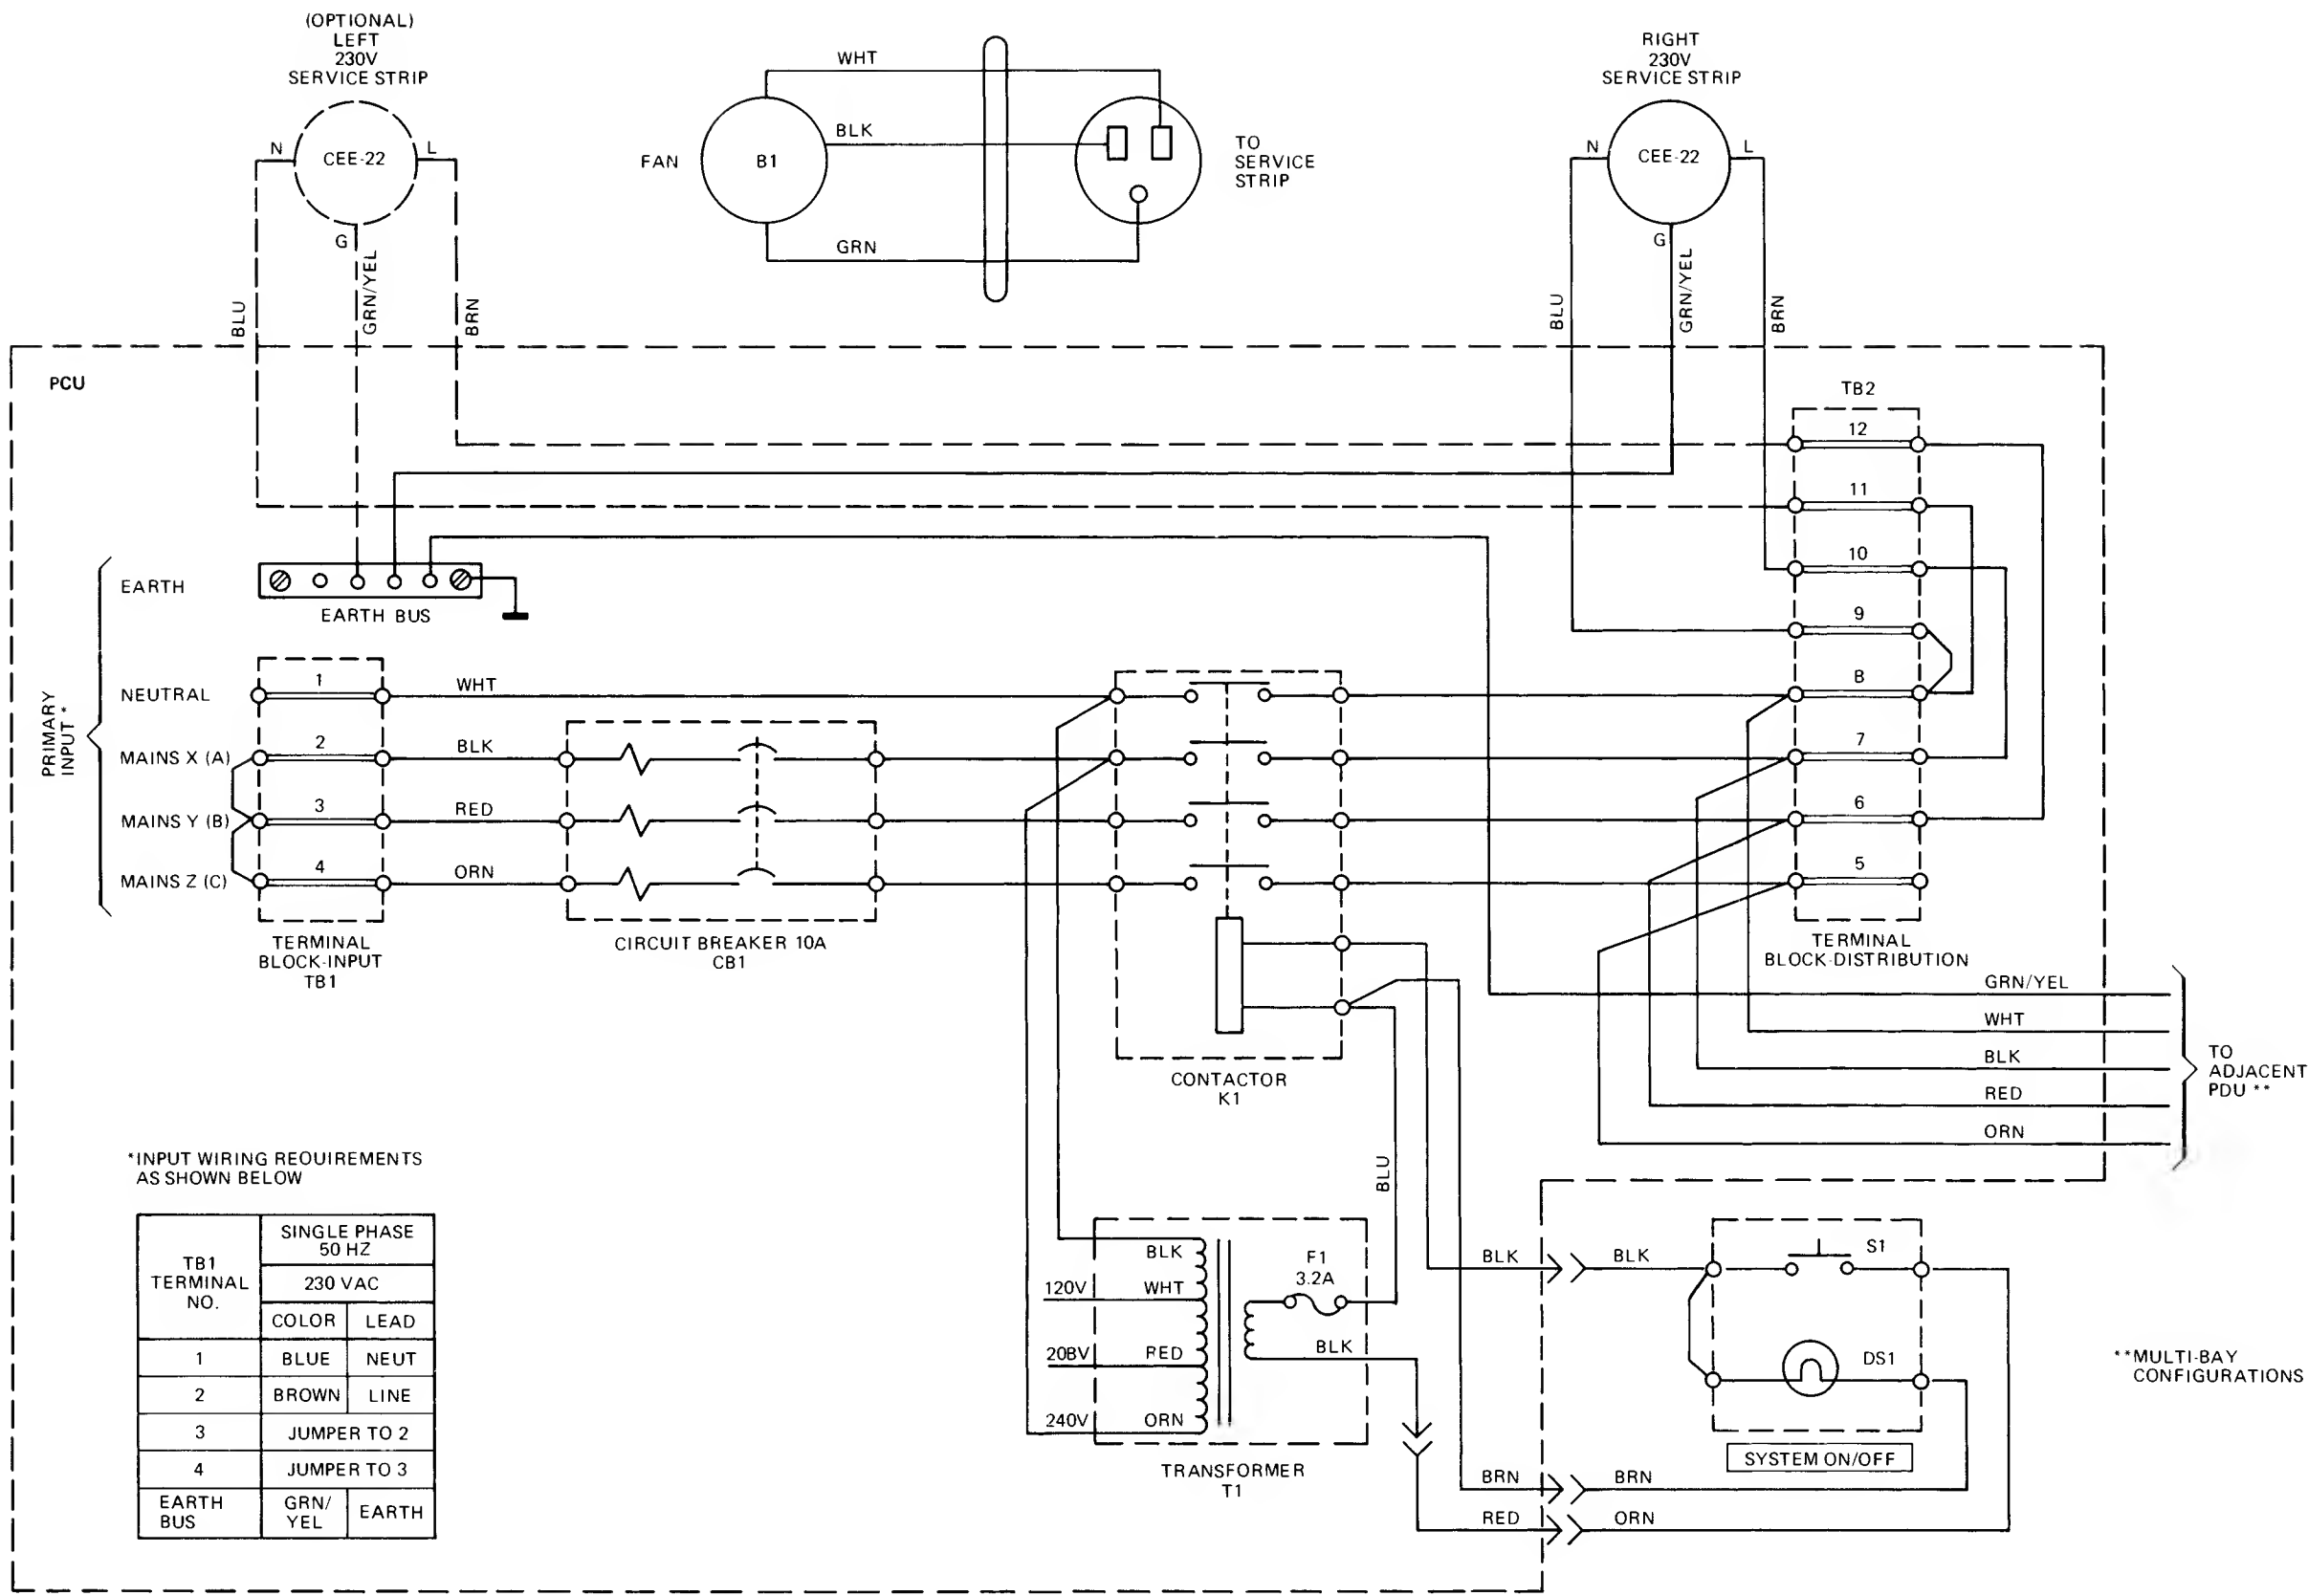 (OPTIONAL)
LEFT
230V
SERVICE STRIP
N
CEE-22
L
G
BLU
GRN/YEL
BRN
WHT
BLK
FAN
B1
GRN
TO
SERVICE
STRIP
RIGHT
230V
SERVICE STRIP
N
CEE-22
L
G
BLU
GRN/YEL
BRN
PCU
TB2
12
11
10
9
8
7
6
5
TERMINAL
BLOCK-DISTRIBUTION
EARTH
EARTH BUS
PRIMARY
INPUT *
NEUTRAL
MAINS X (A)
MAINS Y (B)
MAINS Z (C)
1
2
3
4
TERMINAL
BLOCK-INPUT
TB1
WHT
BLK
RED
ORN
CIRCUIT BREAKER 10A
CB1
CONTACTOR
K1
GRN/YEL
WHT
BLK
RED
ORN
TO
ADJACENT
PDU **
*INPUT WIRING REQUIREMENTS
AS SHOWN BELOW
TB1
TERMINAL
NO.
SINGLE PHASE
50 HZ
230 VAC
COLOR
LEAD
1
BLUE
NEUT
2
BROWN
LINE
3
JUMPER TO 2
4
JUMPER TO 3
EARTH
BUS
GRN/
YEL
EARTH
BLU
BLK
120V
WHT
208V
RED
240V
ORN
F1
3.2A
BLK
TRANSFORMER
T1
BLK
BLK
S1
DS1
SYSTEM ON/OFF
BRN
BRN
RED
ORN
**MULTI-BAY
CONFIGURATIONS